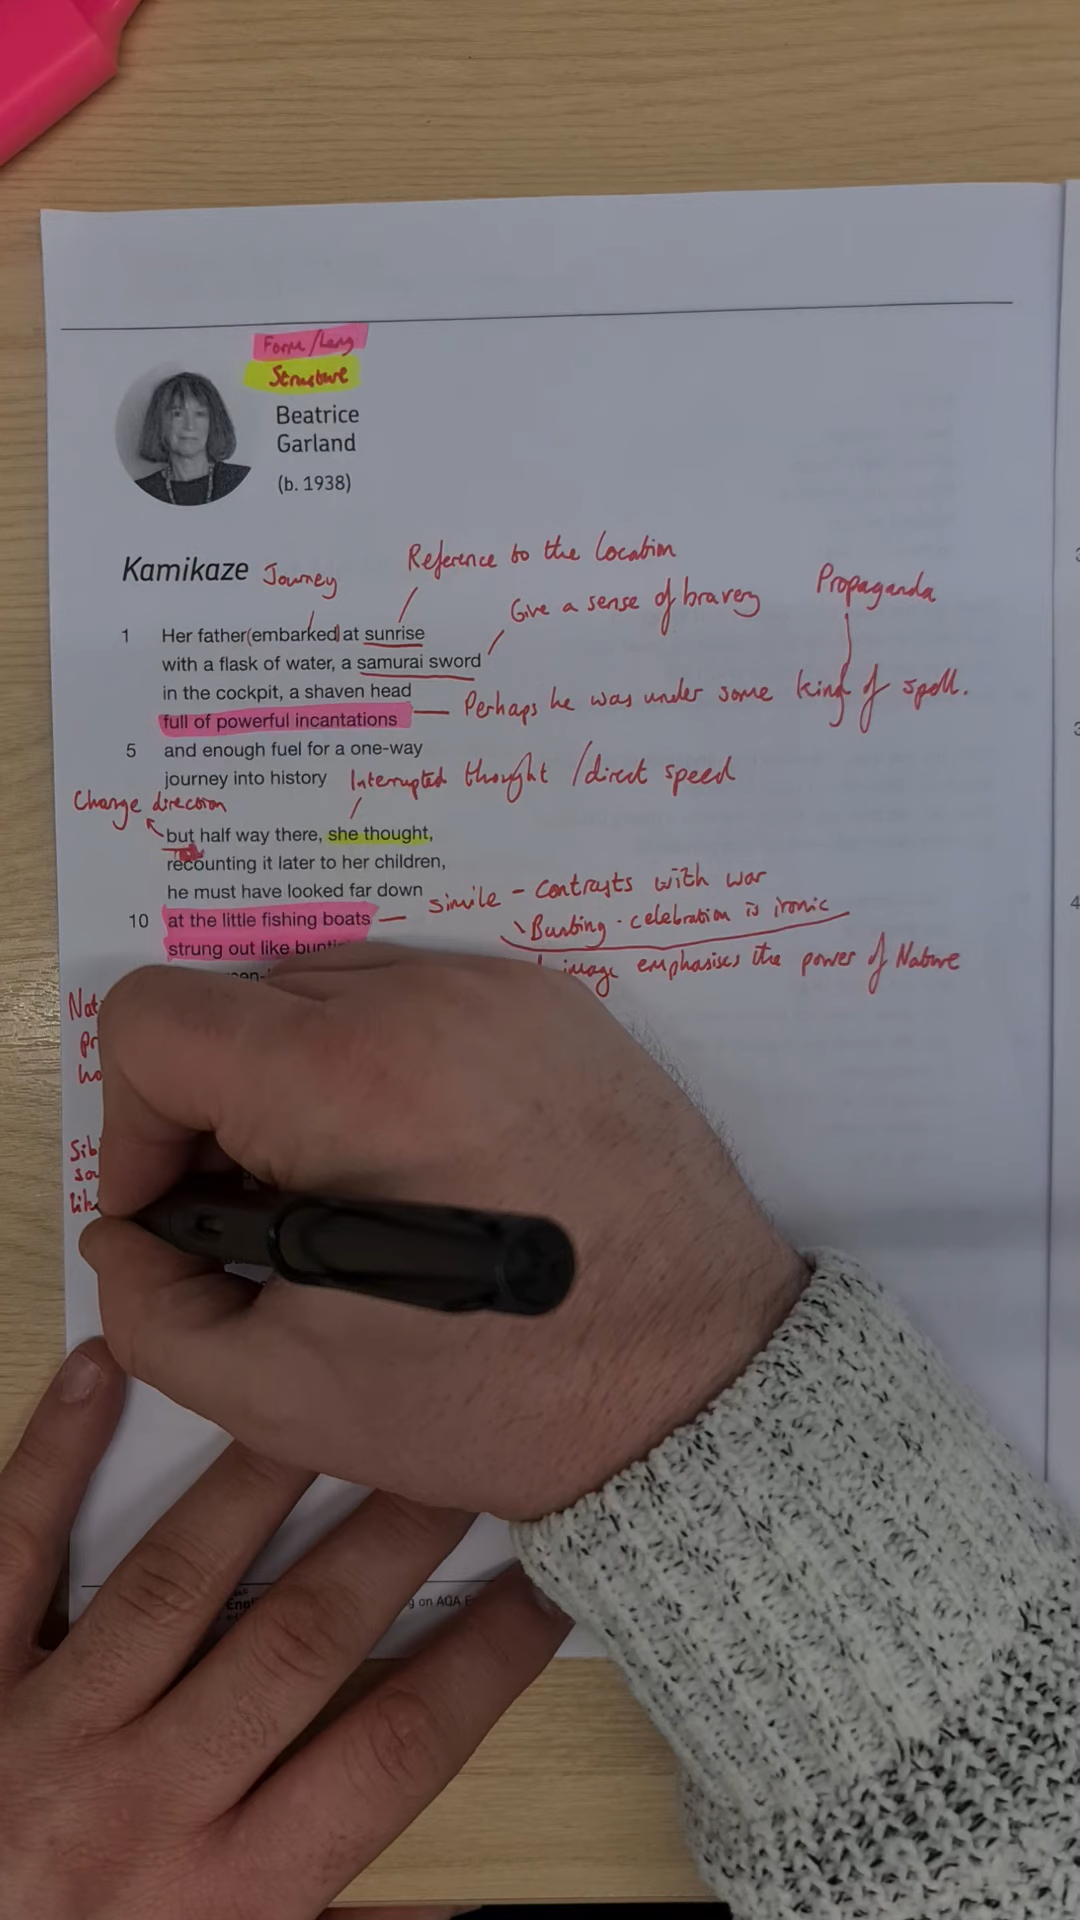 Form/Lang
Structure
Beatrice
Garland
(b. 1938)
Kamikaze
Journey
Reference to the location
Give a sense of bravery
Propaganda
1 Her father (embarked) at sunrise
with a flask of water, a samurai sword
in the cockpit, a shaven head
full of powerful incantations
Perhaps he was under some kind of spell.
5 and enough fuel for a one-way
journey into history
Interrupted thought / direct speed
Change direction
but half way there, she thought,
recounting it later to her children,
he must have looked far down
simile - contrasts with war
10 at the little fishing boats
Bunting - celebration is ironic
strung out like
image emphasises the power of Nature
on AQA